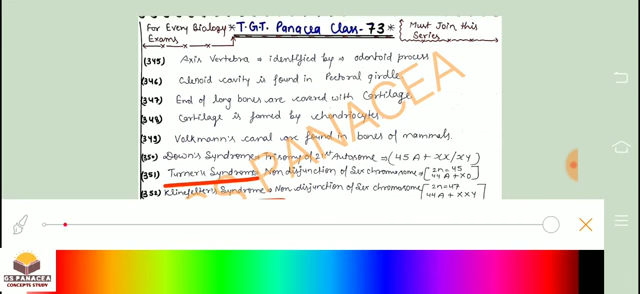 For Every Biology Exams
* T.G.T. Panacea Class-73 *
Must Join this Series
(345) Axis Vertebra → identified by → odontoid process
(346) Glenoid cavity is found in Pectoral girdle
(347) End of long bones are covered with Cartilage
(348) Cartilage is formed by chondriocytes
(349) Volkmann's canal are found in bones of mammals.
(350) Down's Syndrome → Trisomy of 21st Autosome ⇒ (45 A + XX/XY)
(351) Turner's Syndrome → Non disjunction of Sex chromosome → [2n = 45 44 A + XO]
(352) Klinefelter's Syndrome → Non disjunction of Sex chromosome [2n = 47 44 A + XXY]
GS PANACEA
GS PANACEA
CONCEPTS STUDY